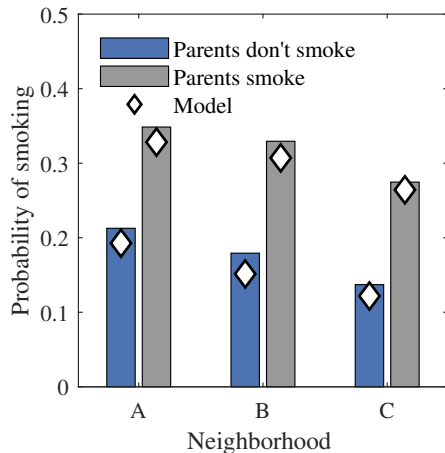 0.5
Parents don't smoke
Parents smoke
Model
0.4
0.3
0.2
0.1
0
Probability of smoking
A
B
C
Neighborhood